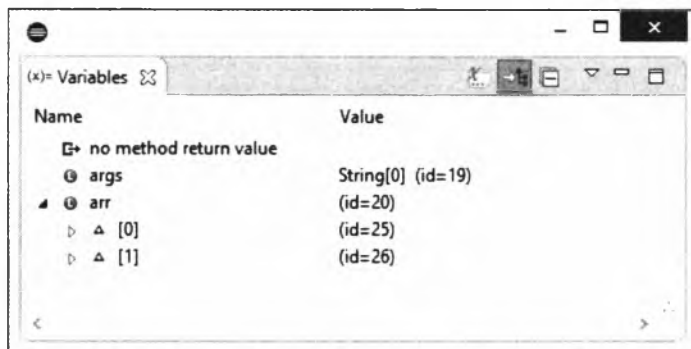 (x)= Variables
Name Value
no method return value
args String[0] (id=19)
arr (id=20)
[0] (id=25)
[1] (id=26)